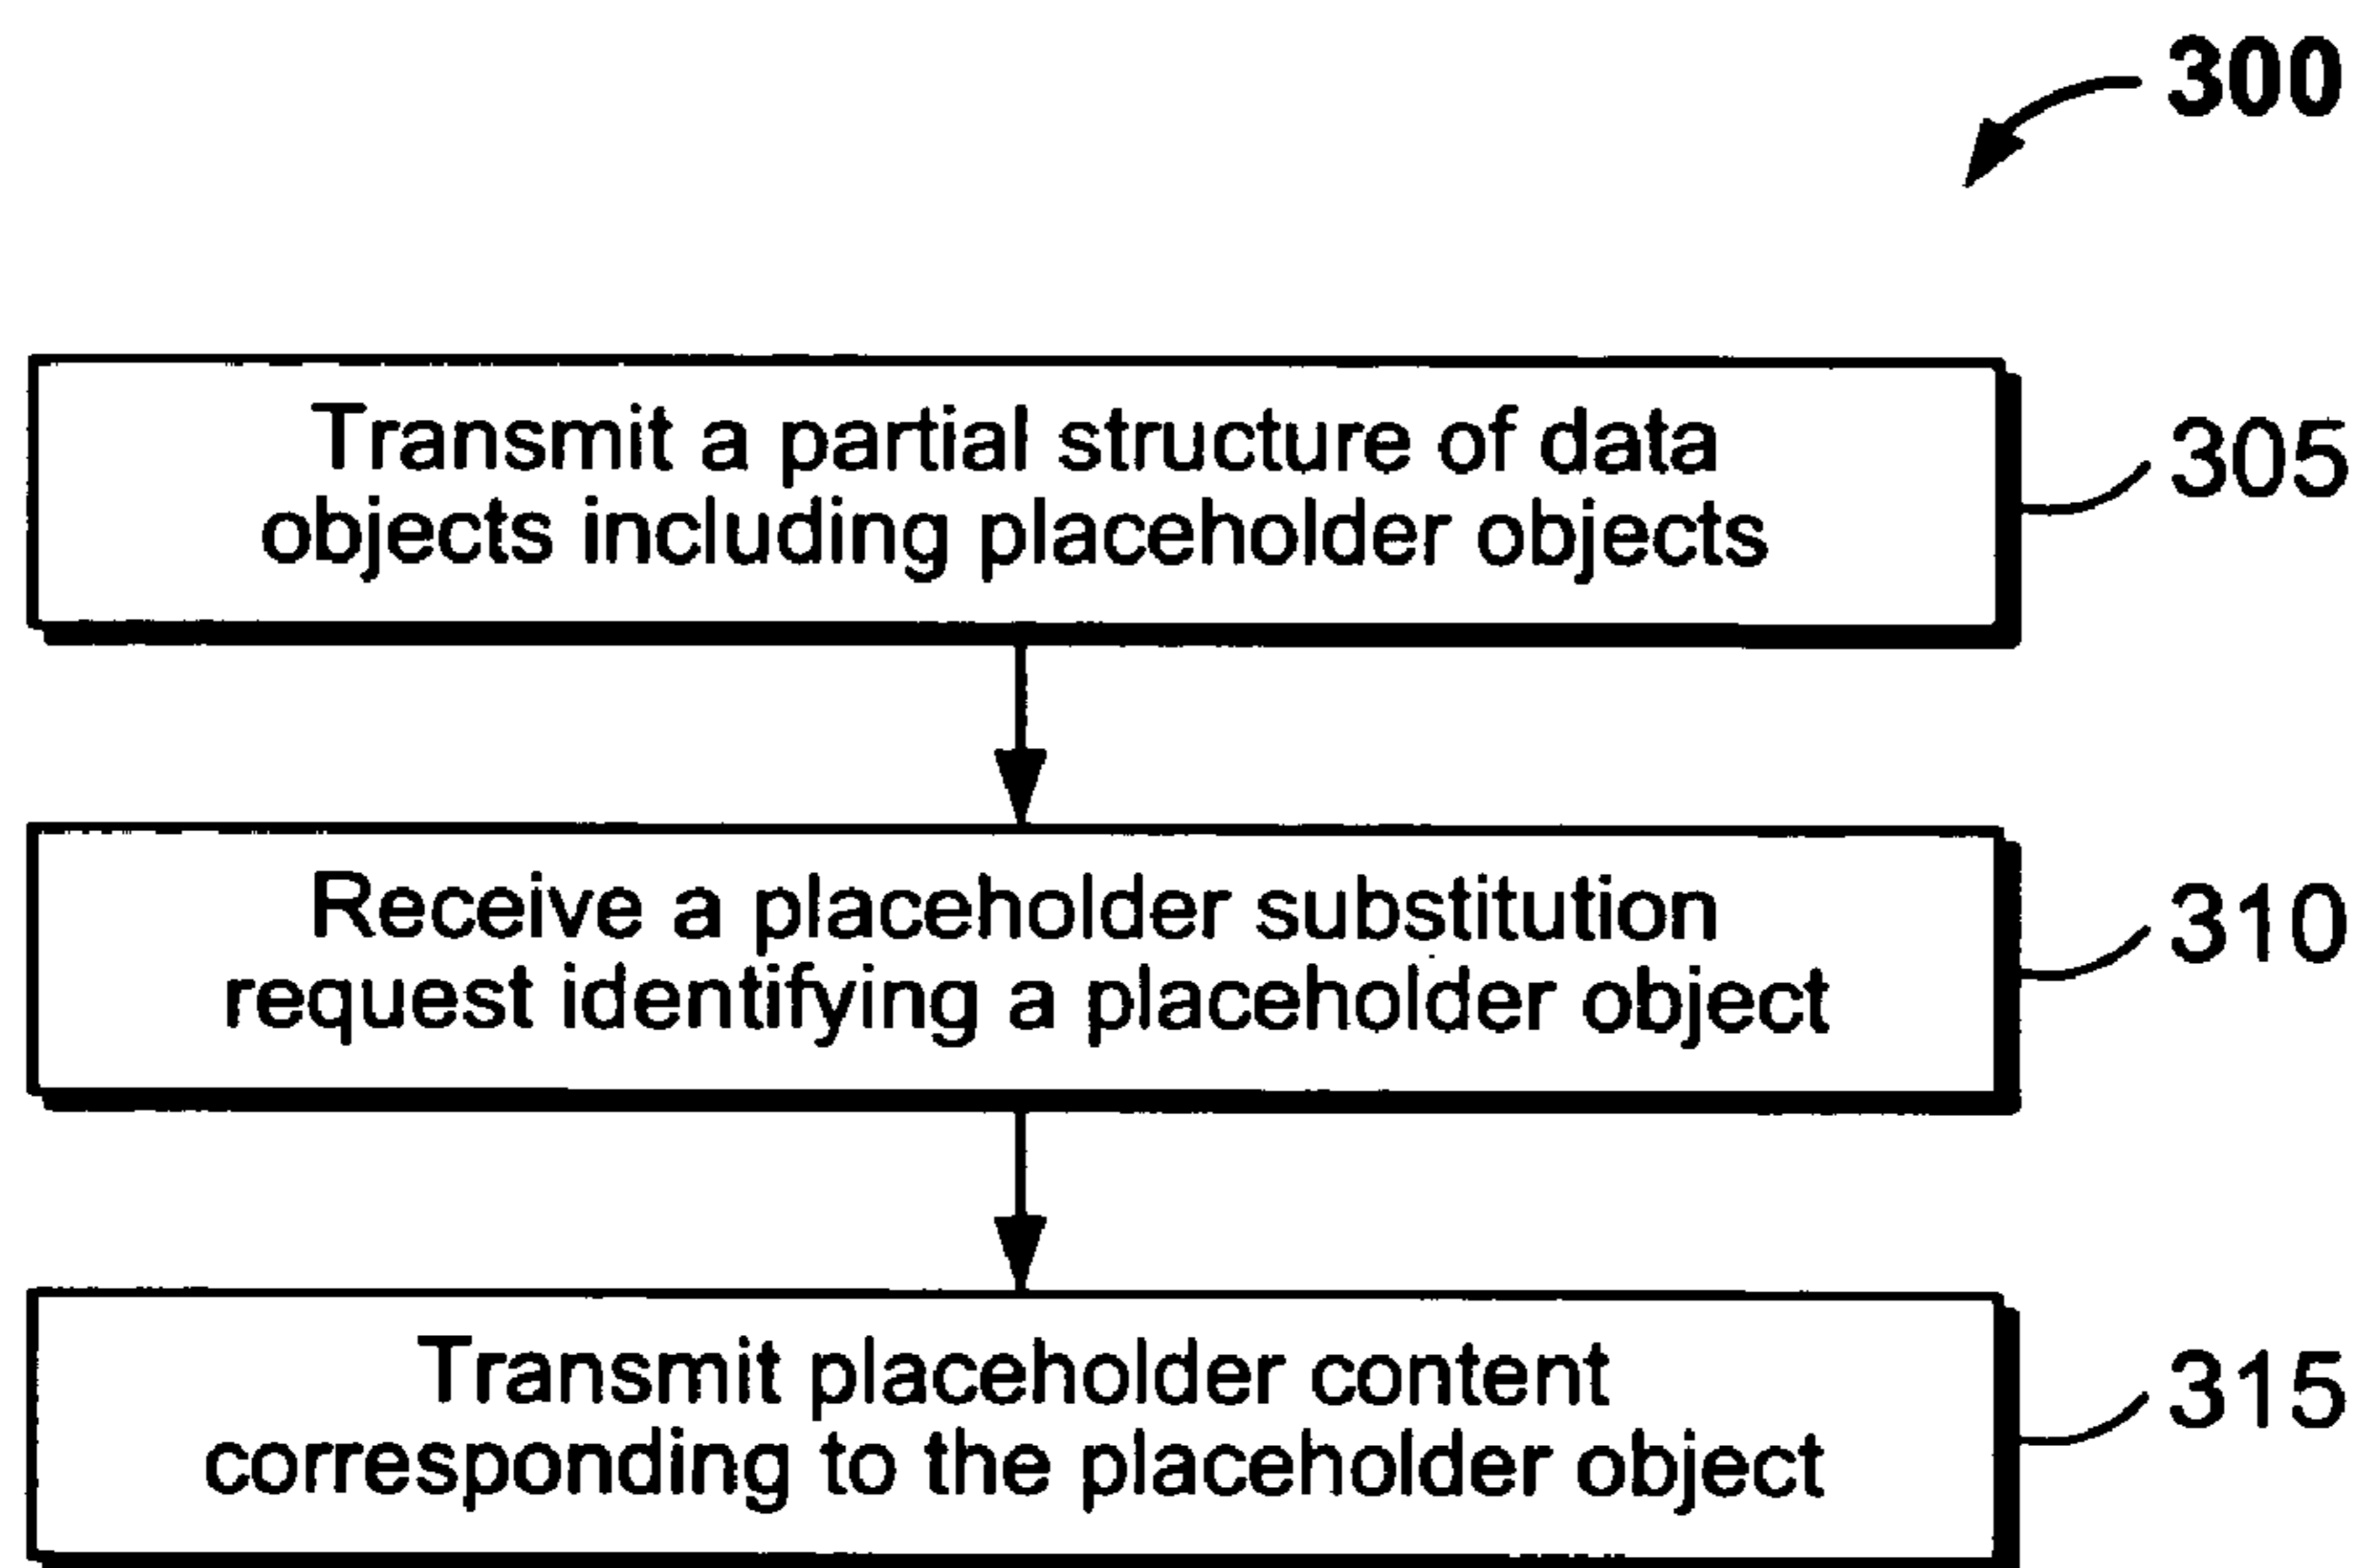 300
Transmit a partial structure of data
objects including placeholder objects
305
Receive a placeholder substitution
request identifying a placeholder object
310
Transmit placeholder content
corresponding to the placeholder object
315